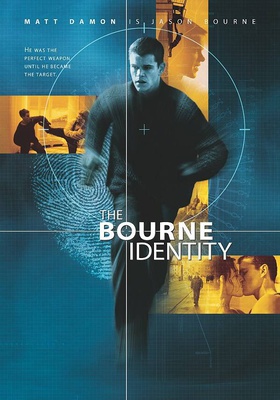 MATT DAMON IS JASON BOURNE
HE WAS THE
PERFECT WEAPON
UNTIL HE BECAME
THE TARGET.
THE
BOURNE
IDENTITY